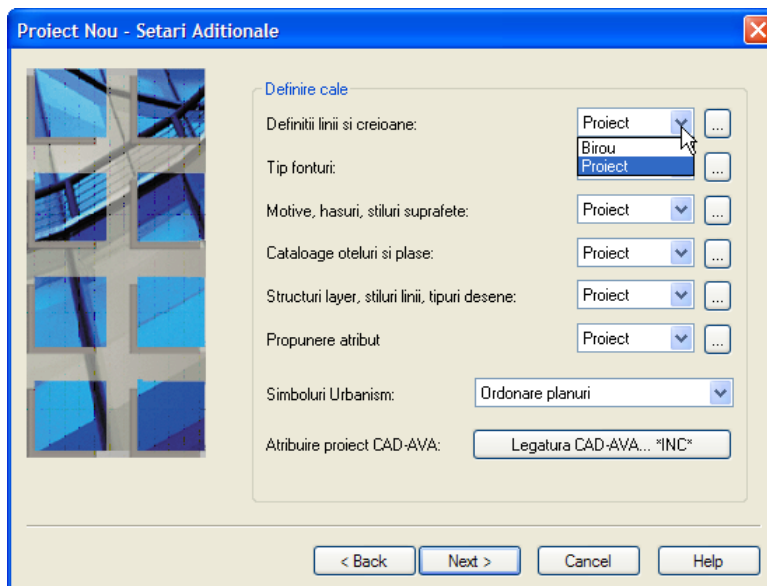 Proiect Nou - Setari Aditionale
Definire cale
Definitii linii si creioane: Proiect ...
Birou
Proiect
Tip fonturi: ...
Motive, hasuri, stiluri suprafete: Proiect ...
Cataloage oteluri si plase: Proiect ...
Structuri layer, stiluri linii, tipuri desene: Proiect ...
Propunere atribut Proiect ...
Simboluri Urbanism: Ordonare planuri
Atribuire proiect CAD-AVA: Legatura CAD-AVA... *INC*
< Back Next > Cancel Help